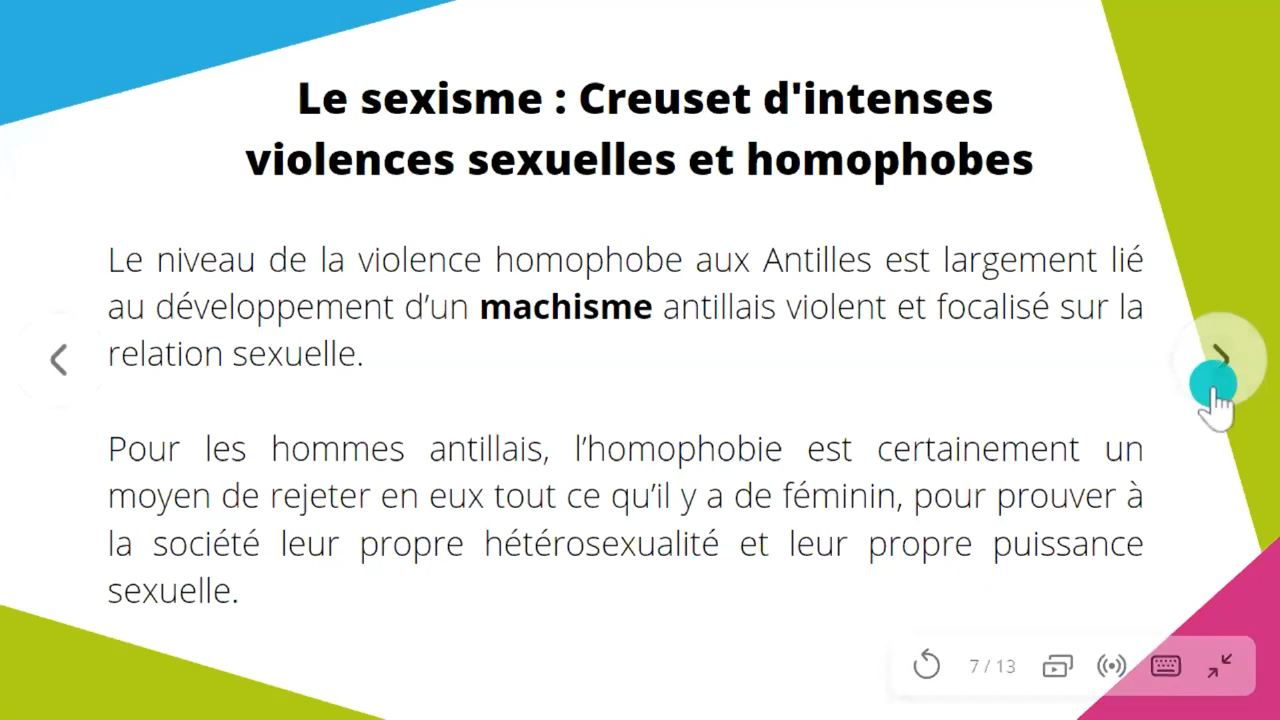 Le sexisme : Creuset d'intenses
violences sexuelles et homophobes
Le niveau de la violence homophobe aux Antilles est largement lié
au développement d’un machisme antillais violent et focalisé sur la
relation sexuelle.
Pour les hommes antillais, l’homophobie est certainement un
moyen de rejeter en eux tout ce qu’il y a de féminin, pour prouver à
la société leur propre hétérosexualité et leur propre puissance
sexuelle.
7 / 13